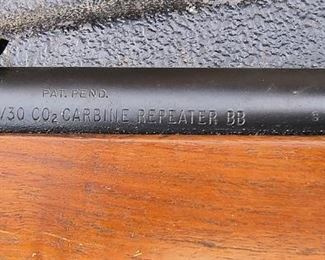 PAT. PEND.
/30 CO₂ CARBINE REPEATER BB